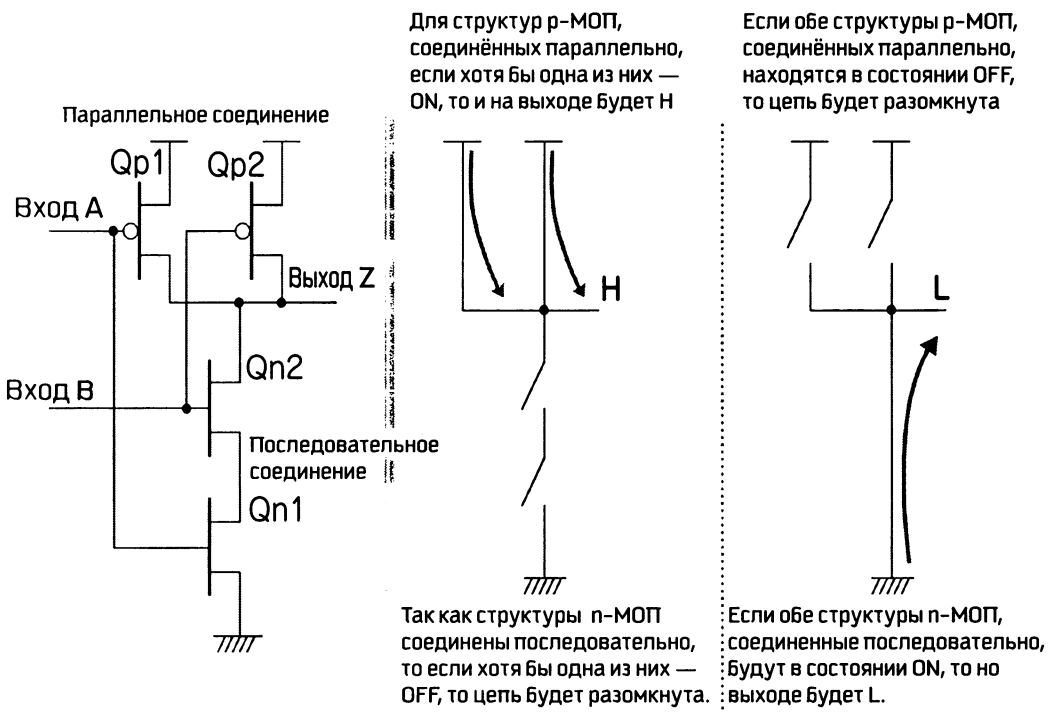 Для структур p-МОП,
соединённых параллельно,
если хотя бы одна из них —
ON, то и на выходе будет H
Если обе структуры p-МОП,
соединённых параллельно,
находятся в состоянии OFF,
то цепь будет разомкнута
Параллельное соединение
Qp1
Qp2
Вход A
Выход Z
Qn2
Вход B
Последовательное
соединение
Qn1
H
L
Так как структуры n-МОП
соединены последовательно,
то если хотя бы одна из них —
OFF, то цепь будет разомкнута.
Если обе структуры n-МОП,
соединенные последовательно,
будут в состоянии ON, то но
выходе будет L.